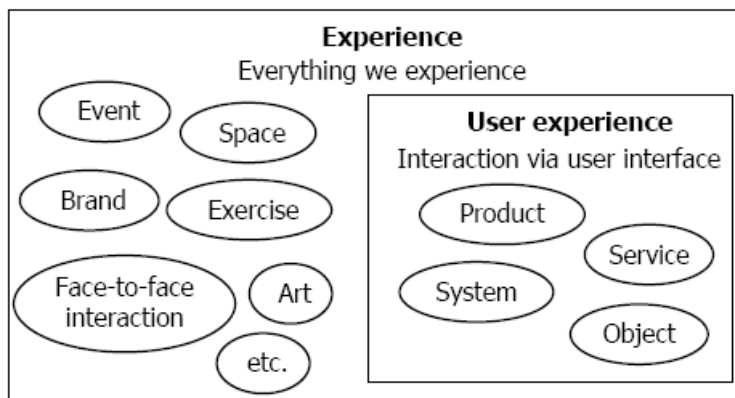 Experience
Everything we experience
Event
Space
Brand
Exercise
Face-to-face
interaction
Art
etc.
User experience
Interaction via user interface
Product
Service
System
Object